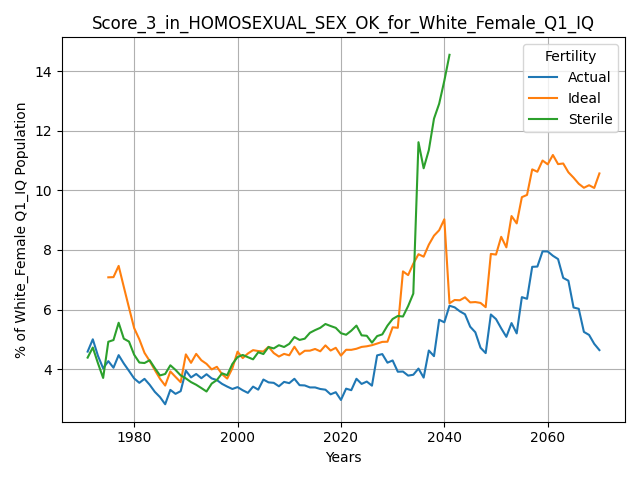 Score_3_in_HOMOSEXUAL_SEX_OK_for_White_Female_Q1_IQ
% of White_Female Q1_IQ Population
14
12
10
8
6
4
Fertility
Actual
Ideal
Sterile
1980
2000
2020
2040
2060
Years